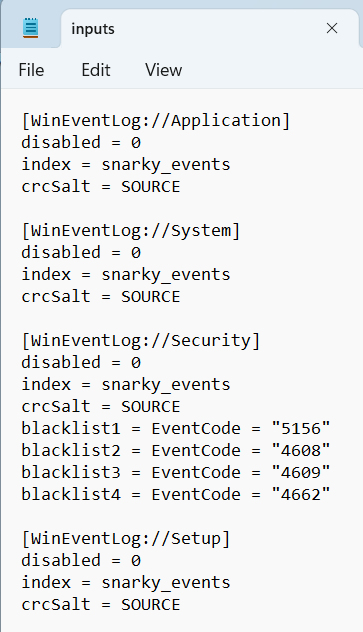 inputs
File Edit View
[WinEventLog://Application]
disabled = 0
index = snarky_events
crcSalt = SOURCE
[WinEventLog://System]
disabled = 0
index = snarky_events
crcSalt = SOURCE
[WinEventLog://Security]
disabled = 0
index = snarky_events
crcSalt = SOURCE
blacklist1 = EventCode = "5156"
blacklist2 = EventCode = "4608"
blacklist3 = EventCode = "4609"
blacklist4 = EventCode = "4662"
[WinEventLog://Setup]
disabled = 0
index = snarky_events
crcSalt = SOURCE